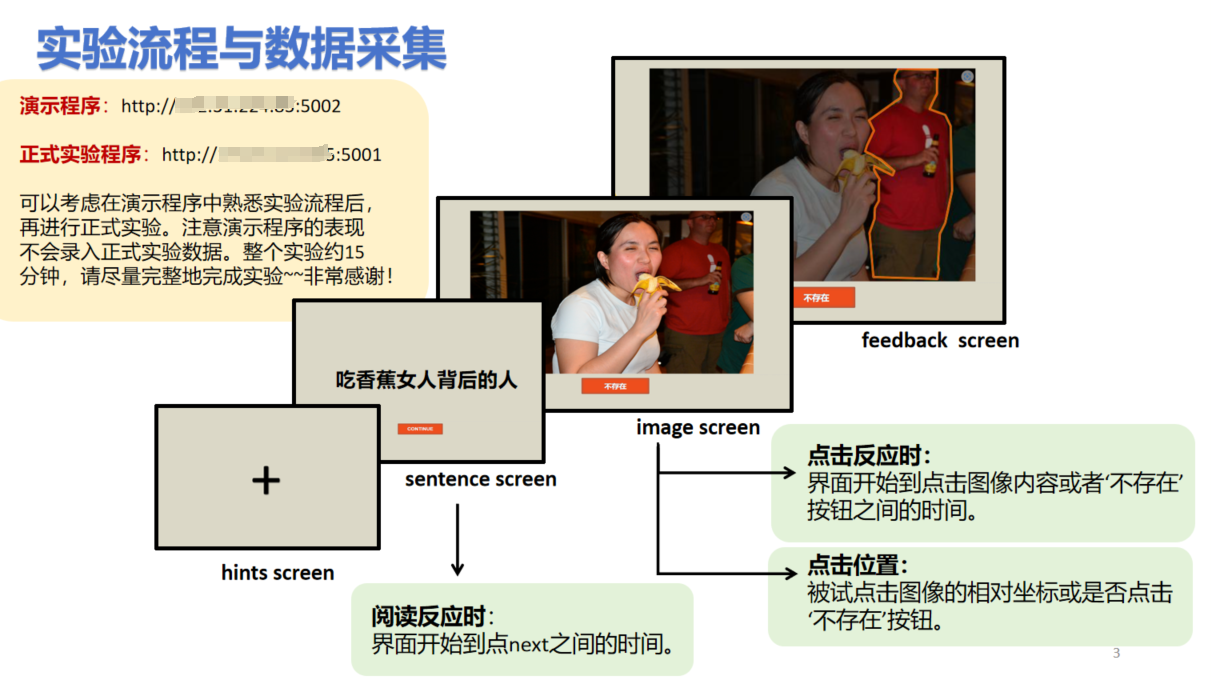 实验流程与数据采集
演示程序：http://:5002
正式实验程序：http://5:5001
可以考虑在演示程序中熟悉实验流程后，
再进行正式实验。注意演示程序的表现
不会录入正式实验数据。整个实验约15
分钟，请尽量完整地完成实验~~非常感谢！
不存在
feedback screen
不存在
image screen
吃香蕉女人背后的人
CONTINUE
sentence screen
+
hints screen
点击反应时：
界面开始到点击图像内容或者‘不存在’
按钮之间的时间。
点击位置：
被试点击图像的相对坐标或是否点击
‘不存在’按钮。
阅读反应时：
界面开始到点next之间的时间。
3